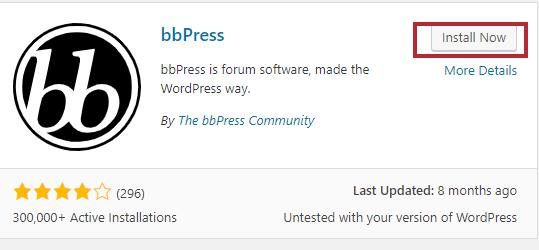 bb
bbPress
Install Now
bbPress is forum software, made the
WordPress way.
More Details
By The bbPress Community
(296)
Last Updated: 8 months ago
300,000+ Active Installations
Untested with your version of WordPress